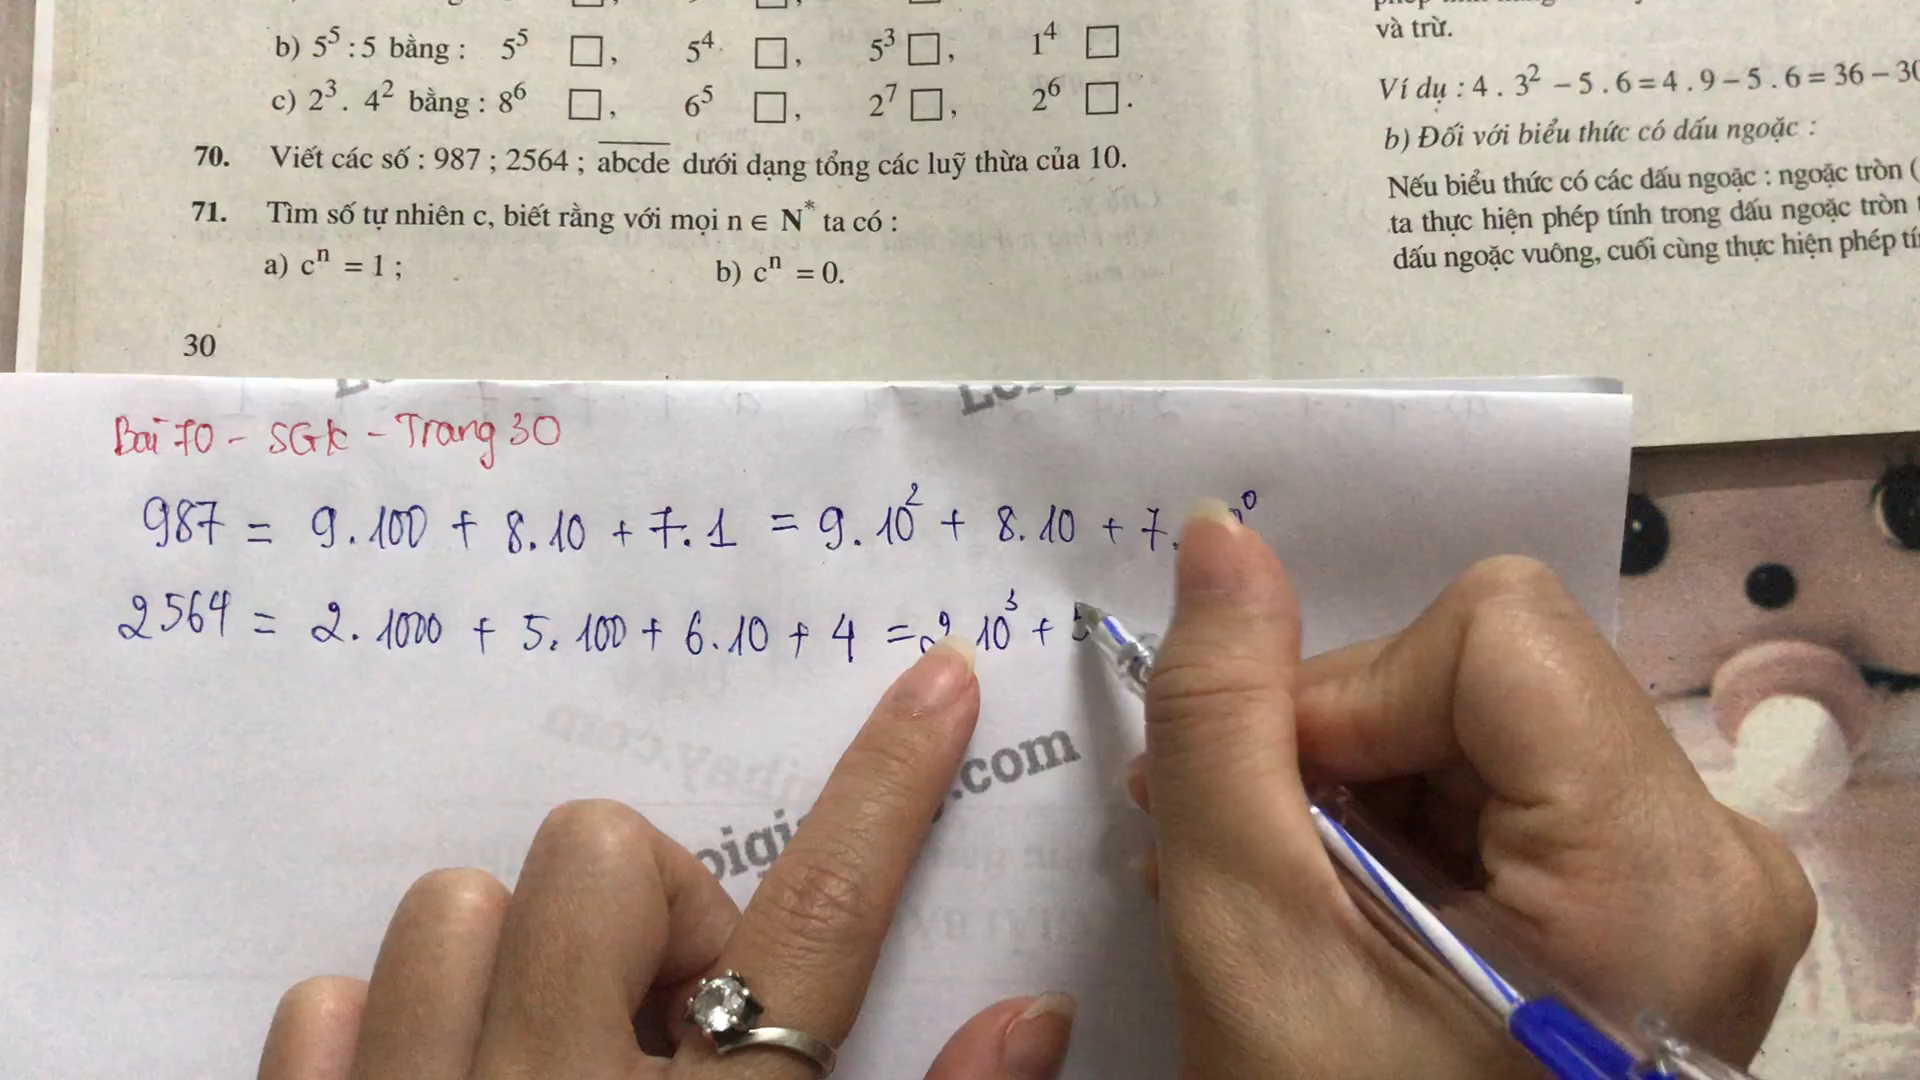 b) 5⁵ : 5 bằng : 5⁵ □, 5⁴ □, 5³ □, 1⁴ □
c) 2³ . 4² bằng : 8⁶ □, 6⁵ □, 2⁷ □, 2⁶ □.
70. Viết các số : 987 ; 2564 ; abcde dưới dạng tổng các luỹ thừa của 10.
71. Tìm số tự nhiên c, biết rằng với mọi n ∈ N* ta có :
a) cⁿ = 1 ; b) cⁿ = 0.
30
và trừ.
Ví dụ : 4 . 3² – 5 . 6 = 4 . 9 – 5 . 6 = 36 –
b) Đối với biểu thức có dấu ngoặc :
Nếu biểu thức có các dấu ngoặc : ngoặc tròn (
ta thực hiện phép tính trong dấu ngoặc tròn
dấu ngoặc vuông, cuối cùng thực hiện phép
Bài 70 - SGK - Trang 30
987 = 9.100 + 8.10 + 7.1 = 9.10² + 8.10 + 7.
2564 = 2.1000 + 5.100 + 6.10 + 4 = 2 10³ + 5
.com